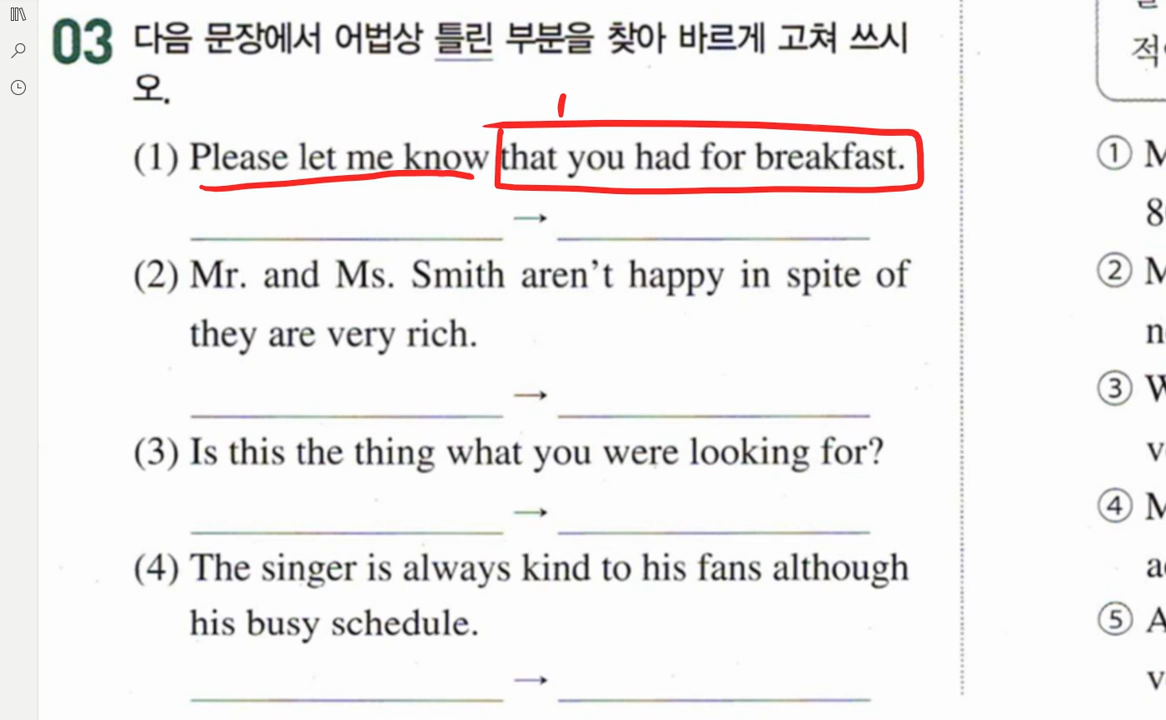 03 다음 문장에서 어법상 틀린 부분을 찾아 바르게 고쳐 쓰시
오.
(1) Please let me know that you had for breakfast.
→
(2) Mr. and Ms. Smith aren't happy in spite of
they are very rich.
→
(3) Is this the thing what you were looking for?
→
(4) The singer is always kind to his fans although
his busy schedule.
→
적
①
8
②
n
③
④
⑤